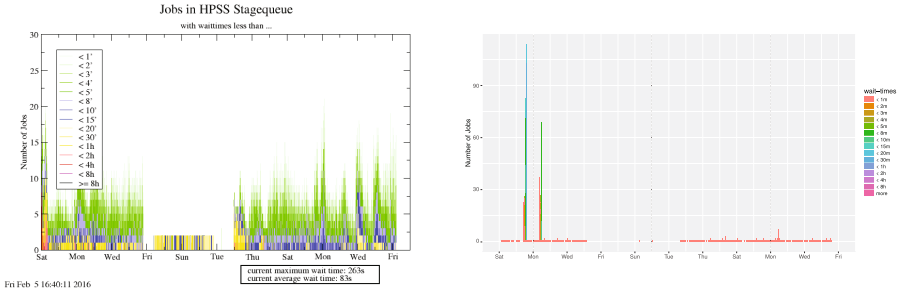 Jobs in HPSS Stagequeue
with waittimes less than ...
Number of Jobs
30
25
20
15
10
5
0
< 1'
< 2'
< 3'
< 4'
< 5'
< 8'
< 10'
< 15'
< 20'
< 30'
< 1h
< 2h
< 4h
< 8h
>= 8h
Sat Mon Wed Fri Sun Tue Thu Sat Mon Wed Fri
current maximum wait time: 263s
current average wait time: 83s
Fri Feb 5 16:40:11 2016
Number of Jobs
90
60
30
0
Sat Mon Wed Fri Sun Tue Thu Sat Mon Wed Fri
wait-times
< 1m
< 2m
< 3m
< 4m
< 5m
< 8m
< 10m
< 15m
< 20m
< 30m
< 1h
< 2h
< 4h
< 8h
more